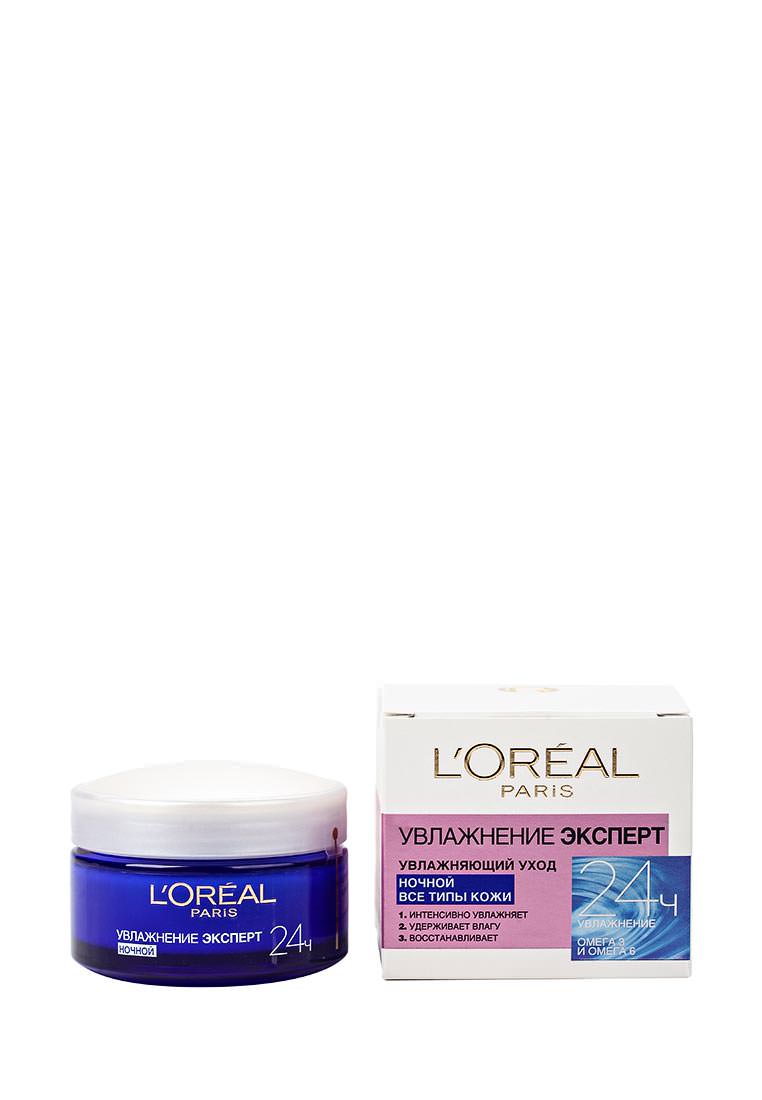 L'ORÉAL
PARIS
УВЛАЖНЕНИЕ ЭКСПЕРТ
НОЧНОЙ
24ч
L'ORÉAL
PARiS
УВЛАЖНЕНИЕ ЭКСПЕРТ
УВЛАЖНЯЮЩИЙ УХОД
НОЧНОЙ
ВСЕ ТИПЫ КОЖИ
1. ИНТЕНСИВНО УВЛАЖНЯЕТ
2. УДЕРЖИВАЕТ ВЛАГУ
3. ВОССТАНАВЛИВАЕТ
24ч
УВЛАЖНЕНИЕ
ОМЕГА 3
И ОМЕГА 6